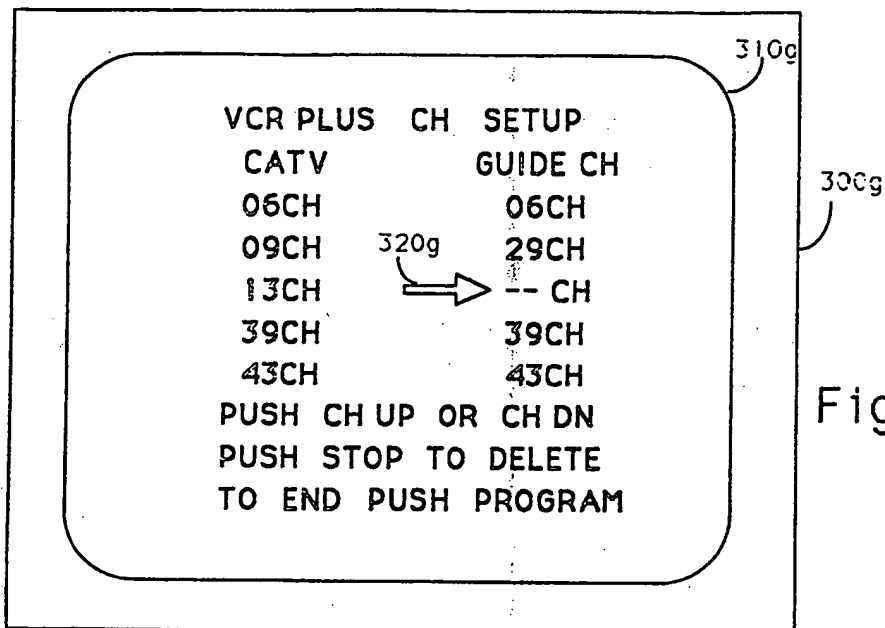 310g
VCR PLUS CH SETUP
CATV GUIDE CH
300g
06CH 06CH
09CH 320g 29CH
13CH -- CH
39CH 39CH
43CH 43CH
PUSH CH UP OR CH DN
Fig
PUSH STOP TO DELETE
TO END PUSH PROGRAM